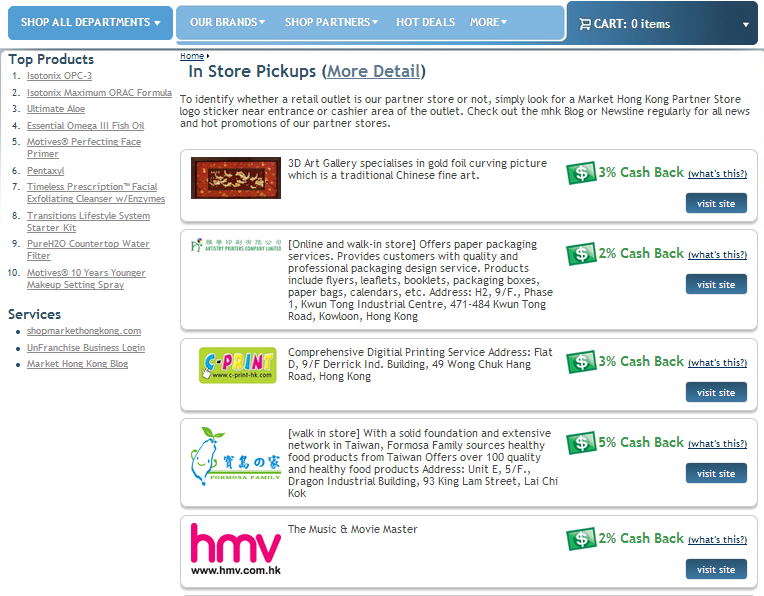 SHOP ALL DEPARTMENTS
OUR BRANDS
SHOP PARTNERS
HOT DEALS
MORE
CART: 0 items
Top Products
1. Isotonix OPC-3
2. Isotonix Maximum ORAC Formula
3. Ultimate Aloe
4. Essential Omega III Fish Oil
5. Motives® Perfecting Face
Primer
6. Pentaxyl
7. Timeless Prescription™ Facial
Exfoliating Cleanser w/Enzymes
8. Transitions Lifestyle System
Starter Kit
9. PureH2O Countertop Water
Filter
10. Motives® 10 Years Younger
Makeup Setting Spray
Services
shopmarkethongkong.com
UnFranchise Business Login
Market Hong Kong Blog
Home
In Store Pickups (More Detail)
To identify whether a retail outlet is our partner store or not, simply look for a Market Hong Kong Partner Store
logo sticker near entrance or cashier area of the outlet. Check out the mhk Blog or Newsline regularly for all news
and hot promotions of our partner stores.
3D Art Gallery specialises in gold foil curving picture
which is a traditional Chinese fine art.
3% Cash Back (what's this?)
visit site
雅藝印刷有限公司
ARTISTRY PRINTERS COMPANY LIMITED
[Online and walk-in store] Offers paper packaging
services. Provides customers with quality and
professional packaging design service. Products
include flyers, leaflets, booklets, packaging boxes,
paper bags, calendars, etc. Address: H2, 9/F., Phase
1, Kwun Tong Industrial Centre, 471-484 Kwun Tong
Road, Kowloon, Hong Kong
2% Cash Back (what's this?)
visit site
C-PRINT
www.c-print-hk.com
Comprehensive Digitial Printing Service Address: Flat
D, 9/F Derrick Ind. Building, 49 Wong Chuk Hang
Road, Hong Kong
3% Cash Back (what's this?)
visit site
寶島の家
FORMOSA FAMILY
[walk in store] With a solid foundation and extensive
network in Taiwan, Formosa Family sources healthy
food products from Taiwan Offers over 100 quality
and healthy food products Address: Unit E, 5/F.,
Dragon Industrial Building, 93 King Lam Street, Lai Chi
Kok
5% Cash Back (what's this?)
visit site
hmv
www.hmv.com.hk
The Music & Movie Master
2% Cash Back (what's this?)
visit site